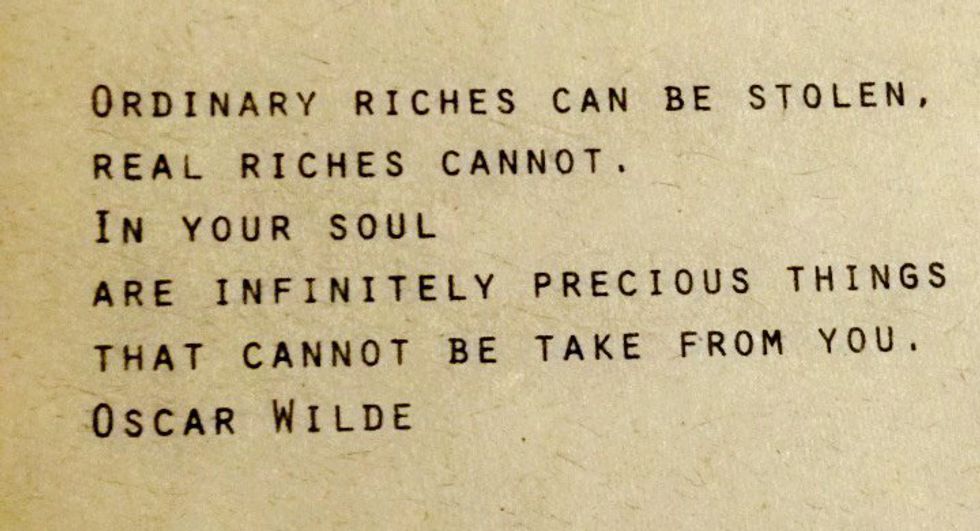 ORDINARY RICHES CAN BE STOLEN,
REAL RICHES CANNOT.
IN YOUR SOUL
ARE INFINITELY PRECIOUS THINGS
THAT CANNOT BE TAKE FROM YOU.
OSCAR WILDE